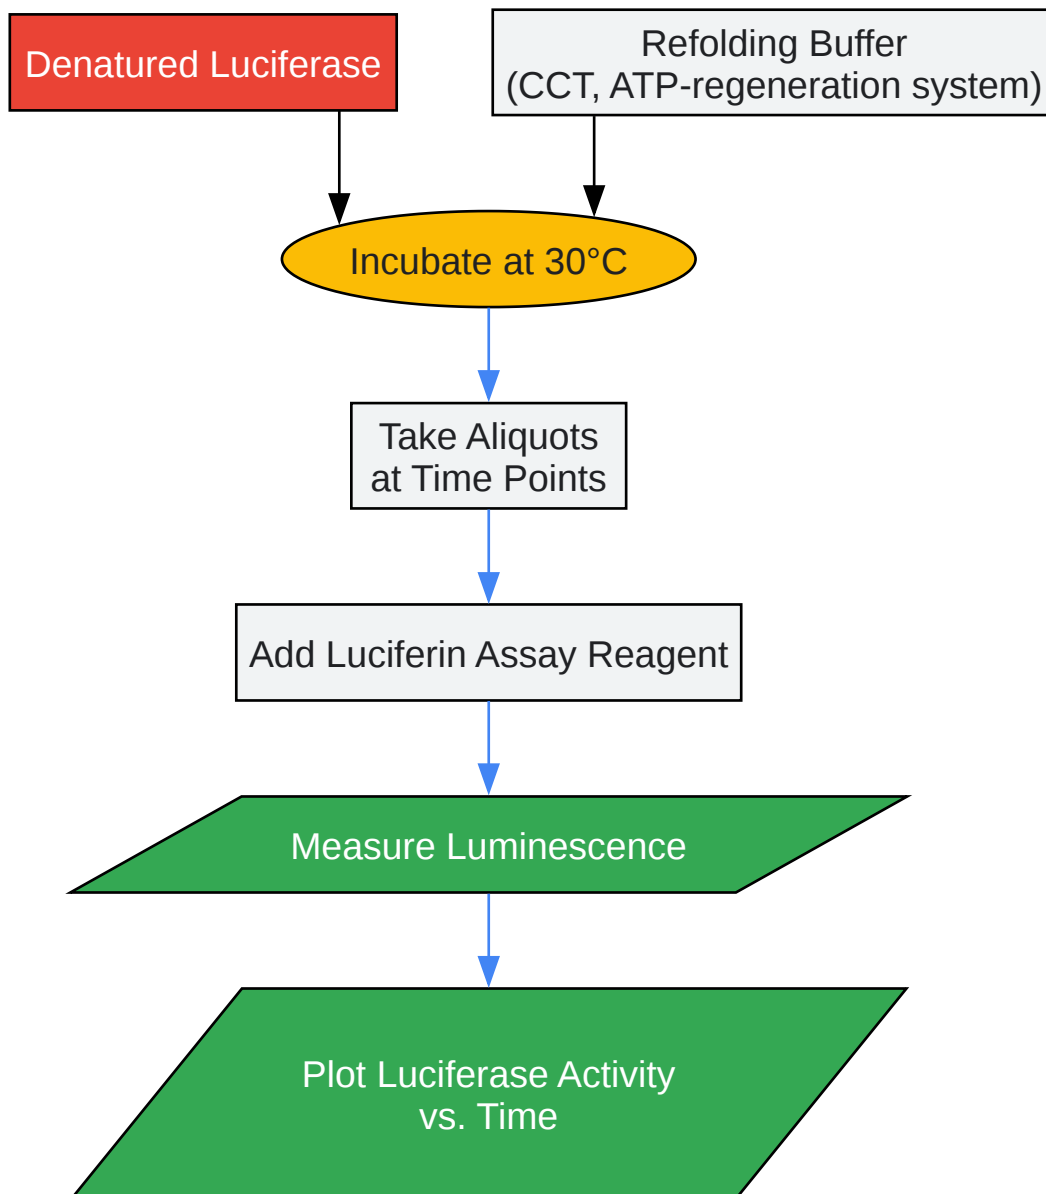 Denatured Luciferase
Refolding Buffer
(CCT, ATP-regeneration system)
Incubate at 30°C
Take Aliquots
at Time Points
Add Luciferin Assay Reagent
Measure Luminescence
Plot Luciferase Activity
vs. Time